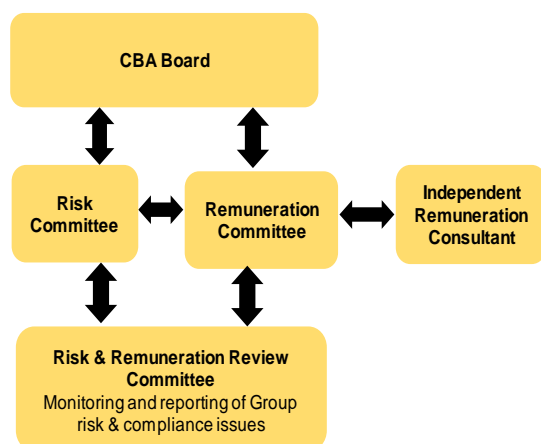 CBA Board
Risk
Committee
Remuneration
Committee
Independent
Remuneration
Consultant
Risk & Remuneration Review
Committee
Monitoring and reporting of Group
risk & compliance issues